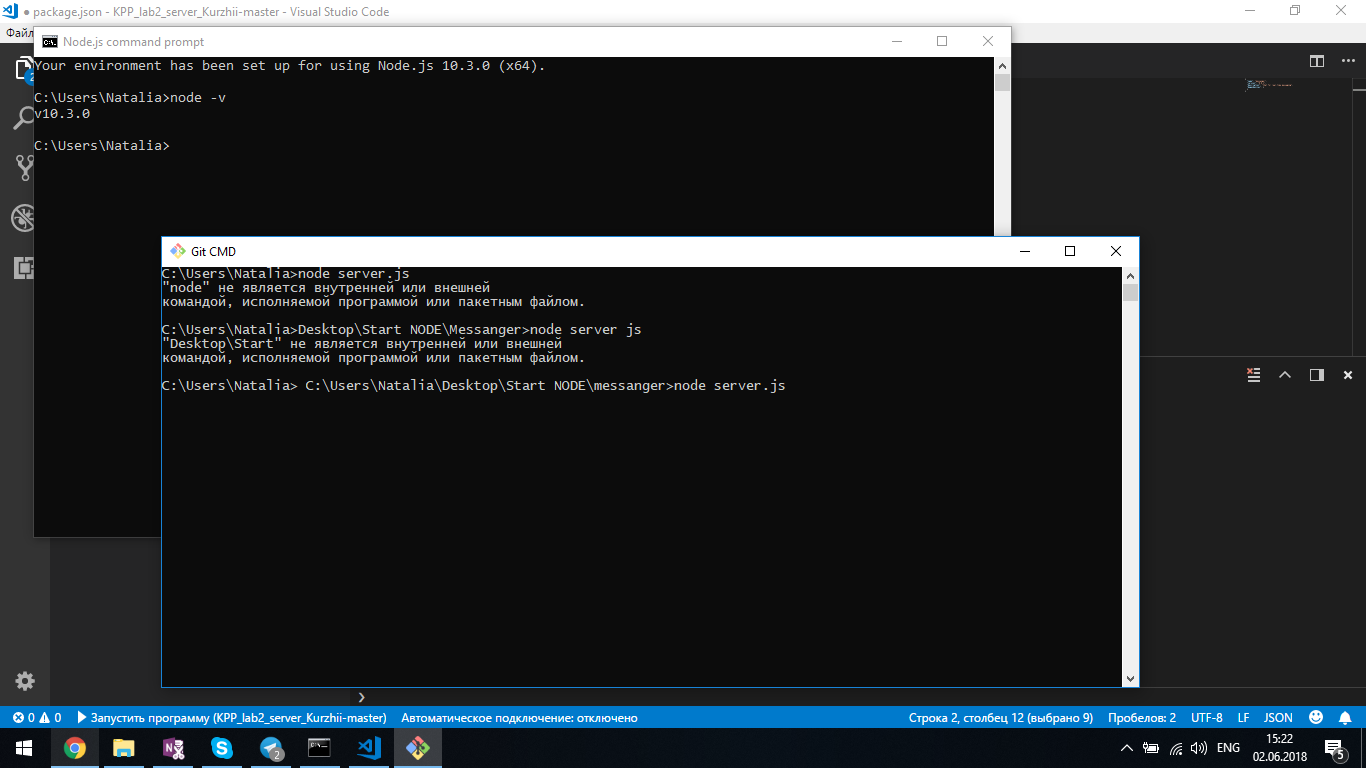 package.json - KPP_lab2_server_Kurzhii-master - Visual Studio Code
Файл
Node.js command prompt
Your environment has been set up for using Node.js 10.3.0 (x64).
C:\Users\Natalia>node -v
v10.3.0
C:\Users\Natalia>
Git CMD
C:\Users\Natalia>node server.js
"node" не является внутренней или внешней
командой, исполняемой программой или пакетным файлом.
C:\Users\Natalia>Desktop\Start NODE\Messanger>node server js
"Desktop\Start" не является внутренней или внешней
командой, исполняемой программой или пакетным файлом.
C:\Users\Natalia> C:\Users\Natalia\Desktop\Start NODE\messanger>node server.js
0 0 Запустить программу (KPP_lab2_server_Kurzhii-master) Автоматическое подключение: отключено Строка 2, столбец 12 (выбрано 9) Пробелов: 2 UTF-8 LF JSON
2 ENG 15:22 5
02.06.2018